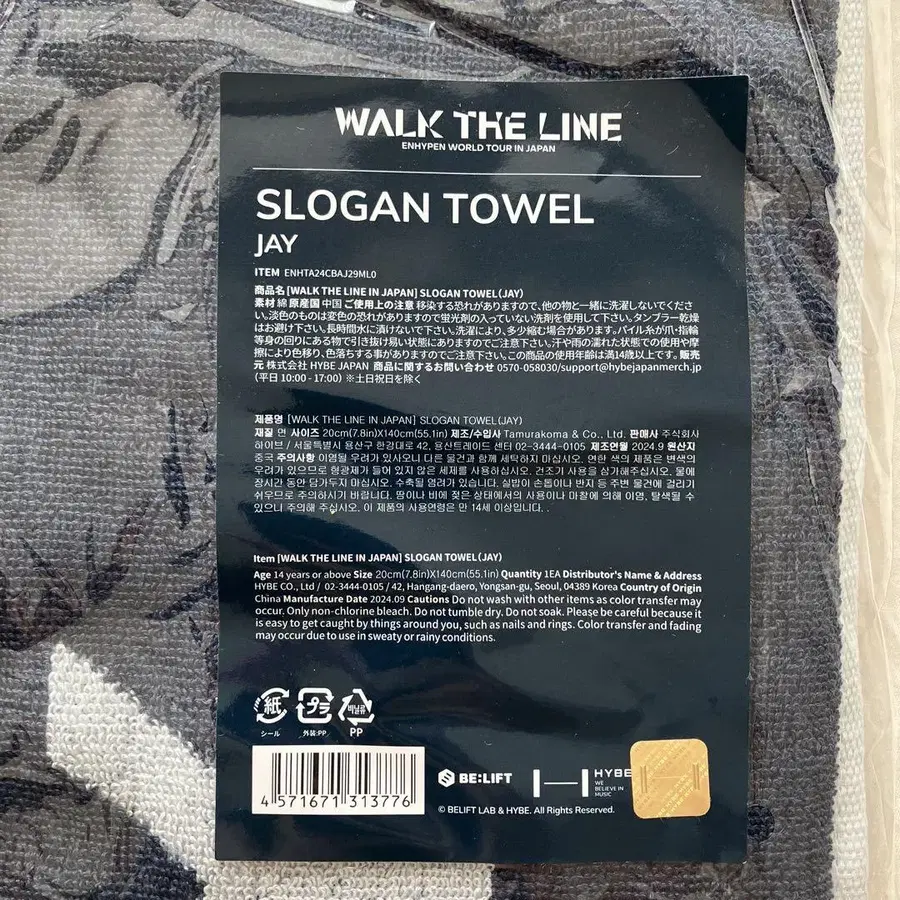 WALK THE LINE
ENHYPEN WORLD TOUR IN JAPAN
SLOGAN TOWEL
JAY
ITEM ENHTA24CBAJ29ML0
商品名 [WALK THE LINE IN JAPAN] SLOGAN TOWEL(JAY)
素材 綿 原産国 中国 ご使用上の注意 移染する恐れがありますので、他の物と一緒に洗濯しないでくださ
い。淡色のものは変色の恐れがありますので蛍光剤の入っていない洗剤を使用して下さい。タンブラー乾燥
はお避け下さい。長時間水に漬けないで下さい。洗濯により、多少縮む場合があります。パイル糸が爪・指輪
等身の回りにある物で引き抜け易い状態にありますのでご注意下さい。汗や雨の濡れた状態での使用や摩
擦により色移り、色落ちする事がありますのでご注意下さい。この商品の使用年齢は満14歳以上です。 販売
元 株式会社 HYBE JAPAN 商品に関するお問い合わせ 0570-058030/support@hybejapanmerch.jp
(平日 10:00 - 17:00) ※土日祝日を除く
제품명 [WALK THE LINE IN JAPAN] SLOGAN TOWEL(JAY)
재질 면 사이즈 20cm(7.8in)X140cm(55.1in) 제조/수입사 Tamurakoma & Co., Ltd. 판매사 주식회사
하이브 / 서울특별시 용산구 한강대로 42, 용산트레이드 센터 02-3444-0105 제조연월 2024.9 원산지
중국 주의사항 이염될 우려가 있사오니 다른 물건과 함께 세탁하지 마십시오. 연한 색의 제품은 변색의
우려가 있으므로 형광제가 들어 있지 않은 세제를 사용하십시오. 건조기 사용을 삼가해주십시오. 물에
장시간 동안 담가두지 마십시오. 수축될 염려가 있습니다. 실밥이 손톱이나 반지 등 주변 물건에 걸리기
쉬우므로 주의하시기 바랍니다. 땀이나 비에 젖은 상태에서의 사용이나 마찰에 의해 이염, 탈색될 수
있으니 주의해 주십시오. 이 제품의 사용연령은 만 14세 이상입니다. .
Item [WALK THE LINE IN JAPAN] SLOGAN TOWEL(JAY)
Age 14 years or above Size 20cm(7.8in)X140cm(55.1in) Quantity 1EA Distributor's Name & Address
HYBE CO., Ltd / 02-3444-0105 / 42, Hangang-daero, Yongsan-gu, Seoul, 04389 Korea Country of Origin
China Manufacture Date 2024.09 Cautions Do not wash with other items as color transfer may
occur. Only non-chlorine bleach. Do not tumble dry. Do not soak. Please be careful because it
is easy to get caught by things around you, such as nails and rings. Color transfer and fading
may occur due to use in sweaty or rainy conditions.
紙 プラ 비닐류
シール 外装:PP PP
4 571671 313776
BE:LIFT HYBE
WE
BELIEVE IN
MUSIC
© BELIFT LAB & HYBE. All Rights Reserved.